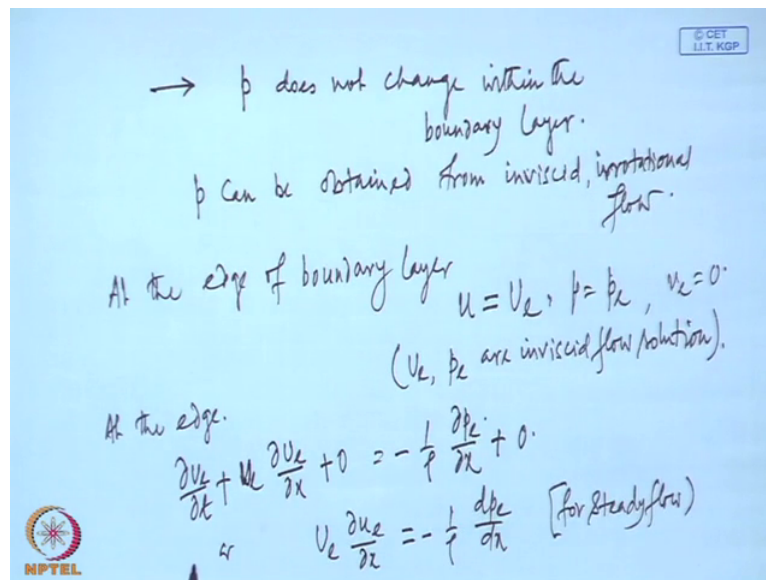 © CET
I.I.T. KGP
→ p does not change within the
boundary layer.
p can be obtained from inviscid, irrotational
flow.
At the edge of boundary layer
u = Ue, p = pe, ve = 0.
(Ue, pe are inviscid flow solution).
At the edge.
∂Ue/∂t + Ue ∂Ue/∂x + 0 = - 1/ρ ∂pe/∂x + 0.
or Ue ∂ue/∂x = - 1/ρ dpe/dx [for steady flow)
NPTEL